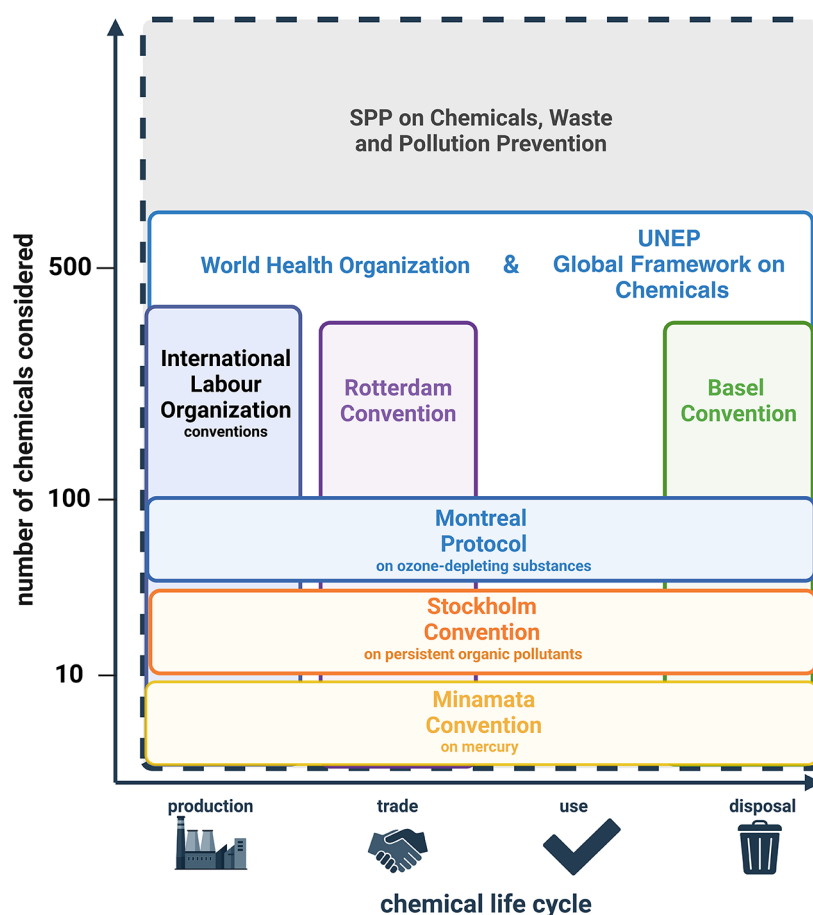 SPP on Chemicals, Waste
and Pollution Prevention
number of chemicals considered
500
World Health Organization
&
UNEP
Global Framework on
Chemicals
International
Labour
Organization
conventions
Rotterdam
Convention
Basel
Convention
100
Montreal
Protocol
on ozone-depleting substances
Stockholm
Convention
on persistent organic pollutants
10
Minamata
Convention
on mercury
production
trade
use
disposal
chemical life cycle